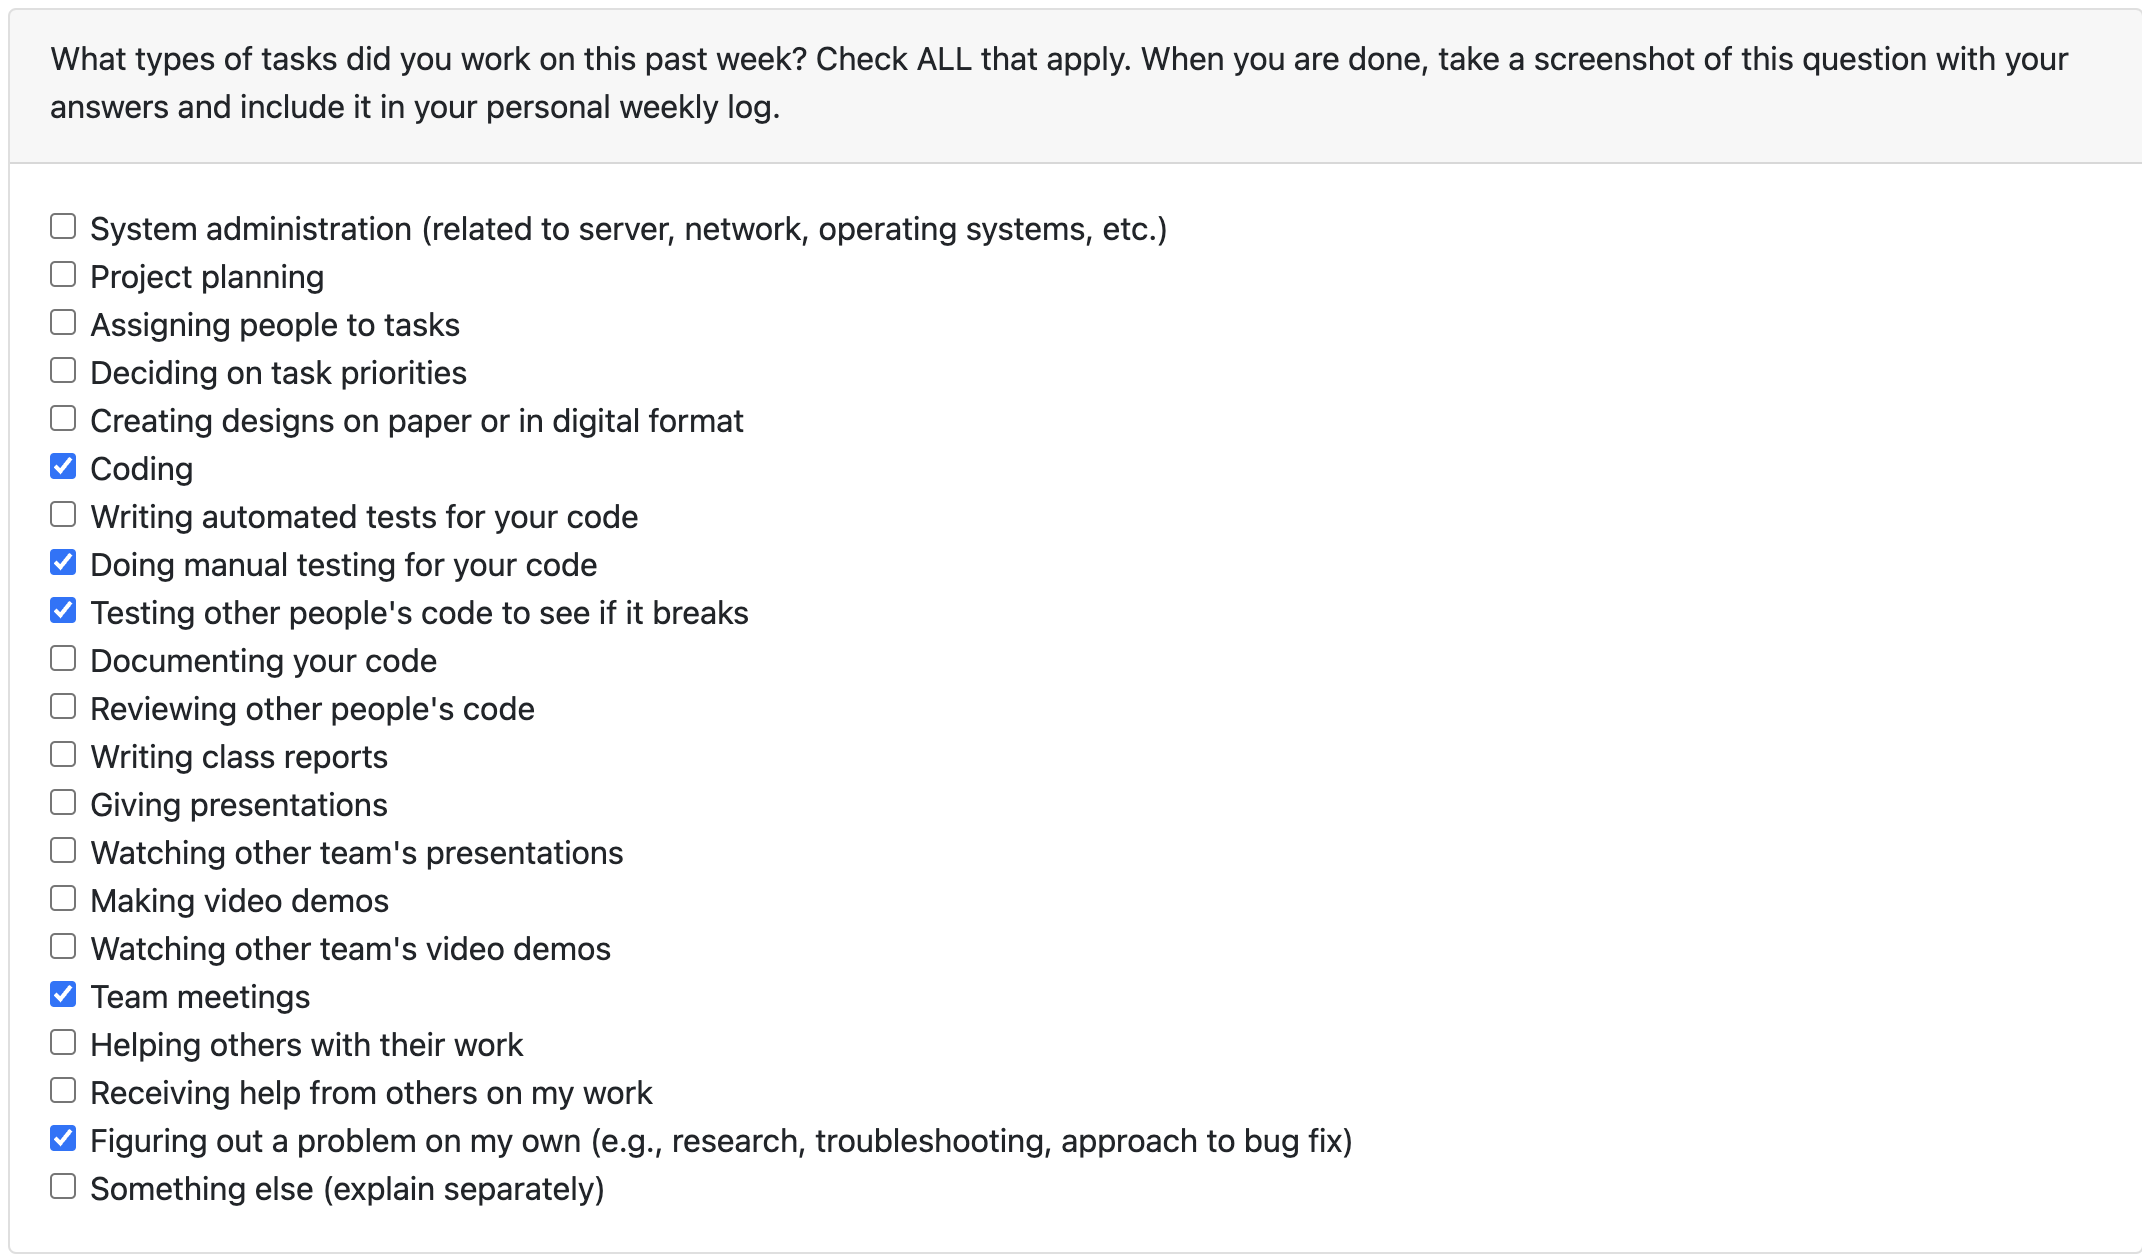 What types of tasks did you work on this past week? Check ALL that apply. When you are done, take a screenshot of this question with your
answers and include it in your personal weekly log.
System administration (related to server, network, operating systems, etc.)
Project planning
Assigning people to tasks
Deciding on task priorities
Creating designs on paper or in digital format
Coding
Writing automated tests for your code
Doing manual testing for your code
Testing other people's code to see if it breaks
Documenting your code
Reviewing other people's code
Writing class reports
Giving presentations
Watching other team's presentations
Making video demos
Watching other team's video demos
Team meetings
Helping others with their work
Receiving help from others on my work
Figuring out a problem on my own (e.g., research, troubleshooting, approach to bug fix)
Something else (explain separately)